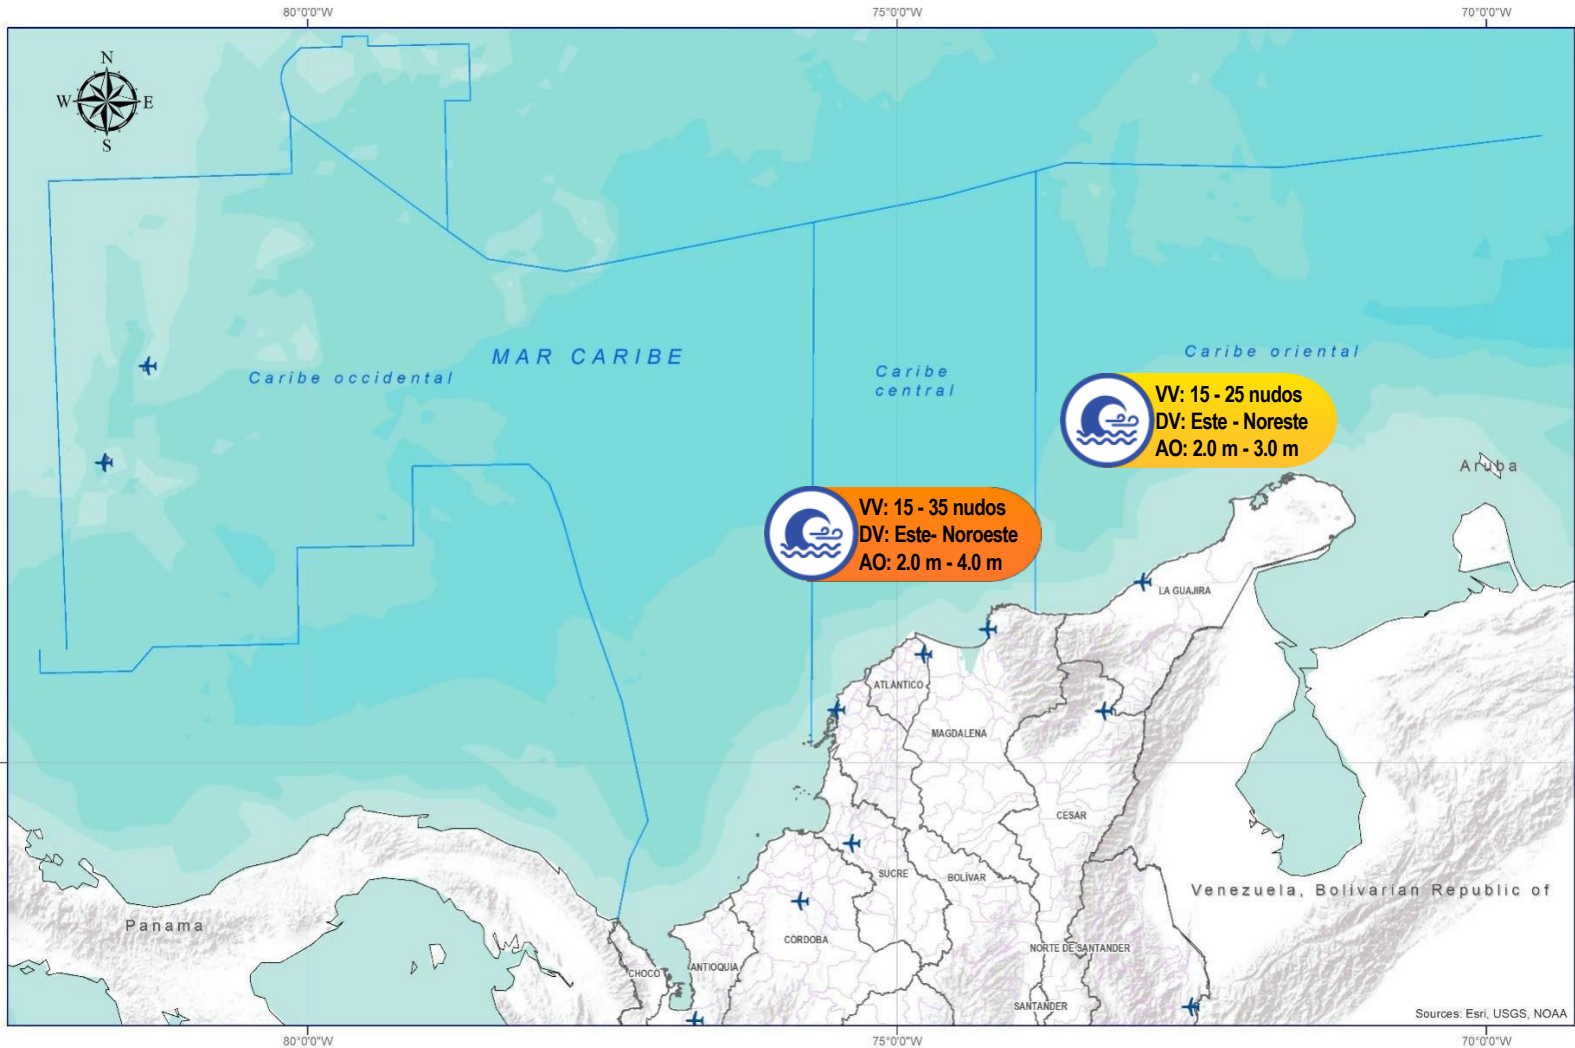 80°0'0"W
75°0'0"W
70°0'0"W
N
W
E
S
MAR CARIBE
Caribe occidental
Caribe
central
Caribe oriental
VV: 15 - 25 nudos
DV: Este - Noreste
AO: 2.0 m - 3.0 m
Aruba
VV: 15 - 35 nudos
DV: Este- Noroeste
AO: 2.0 m - 4.0 m
LA GUAJIRA
ATLANTICO
MAGDALENA
CESAR
SUCRE
BOLÍVAR
Venezuela, Bolivarian Republic of
Panama
CÓRDOBA
NORTE DE SANTANDER
CHOCO
ANTIOQUIA
SANTANDER
Sources: Esri, USGS, NOAA
80°0'0"W
75°0'0"W
70°0'0"W